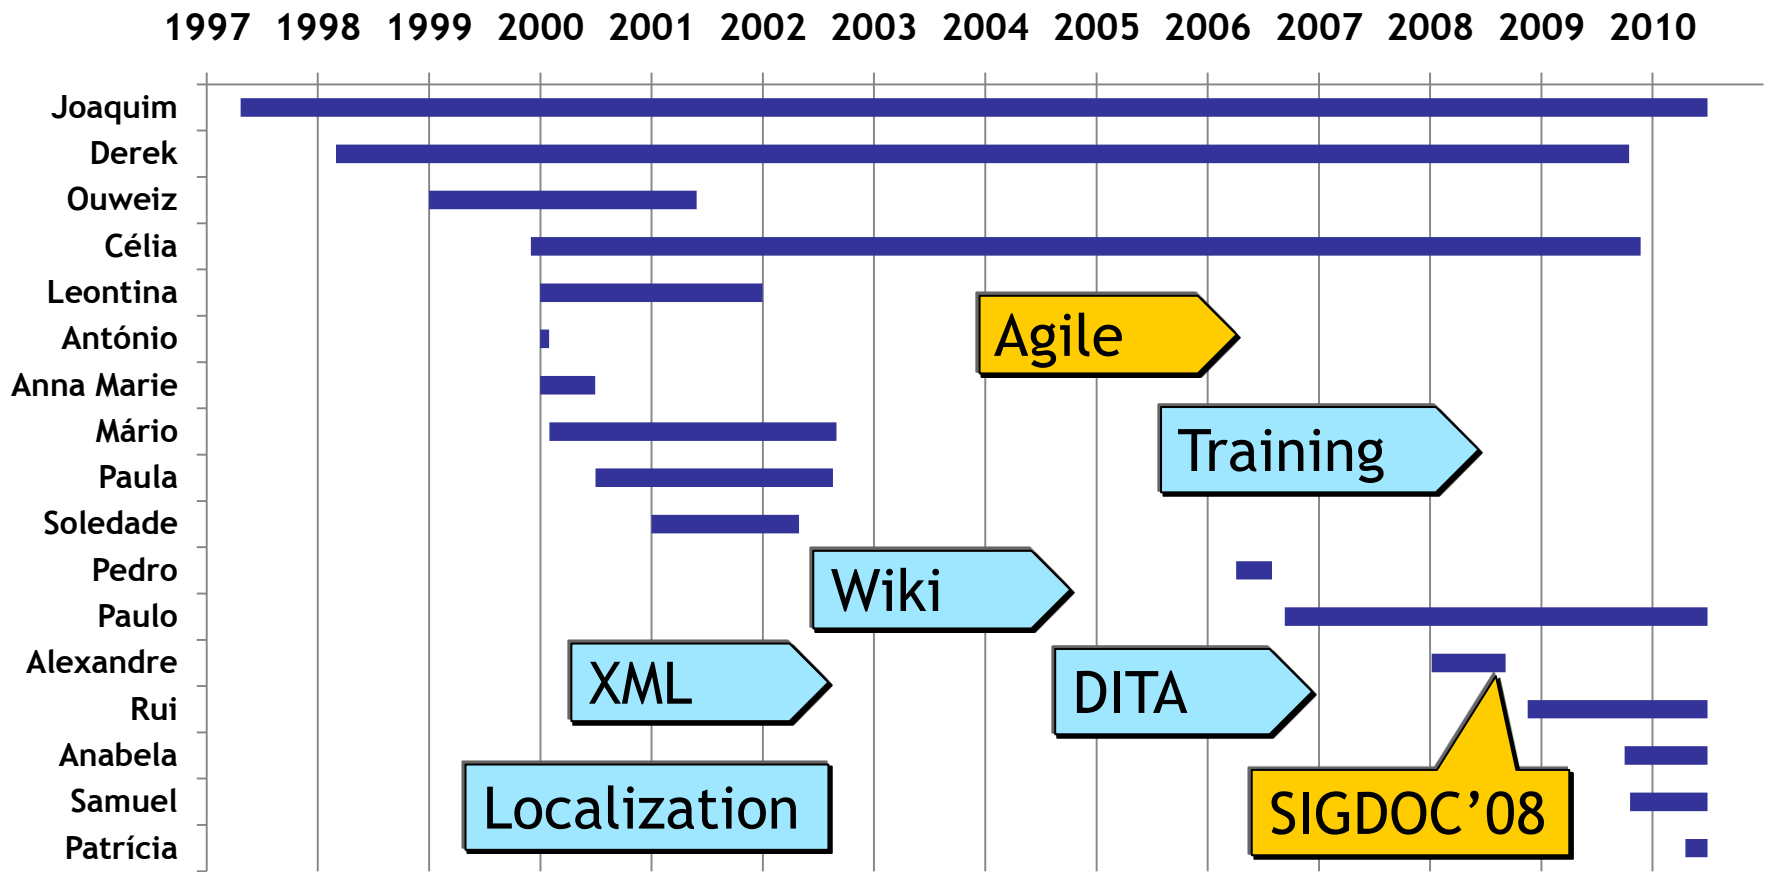 1997 1998 1999 2000 2001 2002 2003 2004 2005 2006 2007 2008 2009 2010
Joaquim
Derek
Ouweiz
Célia
Leontina
António
Agile
Anna Marie
Mário
Training
Paula
Soledade
Pedro
Wiki
Paulo
Alexandre
XML
DITA
Rui
Anabela
Samuel
Localization
SIGDOC’08
Patrícia